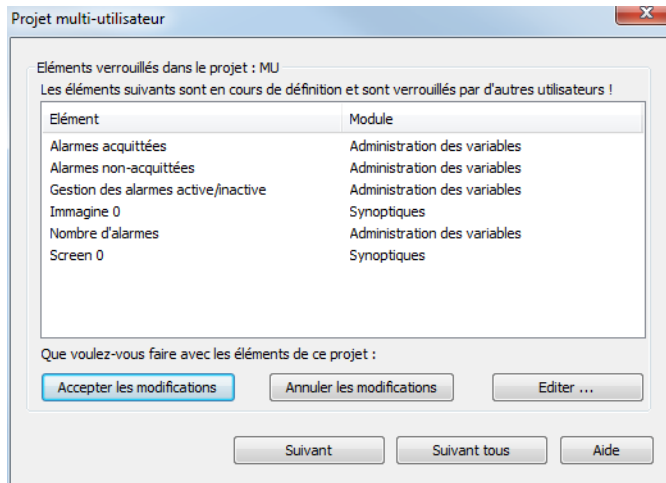 Projet multi-utilisateur
Eléments verrouillés dans le projet : MU
Les éléments suivants sont en cours de définition et sont verrouillés par d'autres utilisateurs !
Elément Module
Alarmes acquittées Administration des variables
Alarmes non-acquittées Administration des variables
Gestion des alarmes active/inactive Administration des variables
Immagine 0 Synoptiques
Nombre d'alarmes Administration des variables
Screen 0 Synoptiques
Que voulez-vous faire avec les éléments de ce projet :
Accepter les modifications Annuler les modifications Editer ...
Suivant Suivant tous Aide